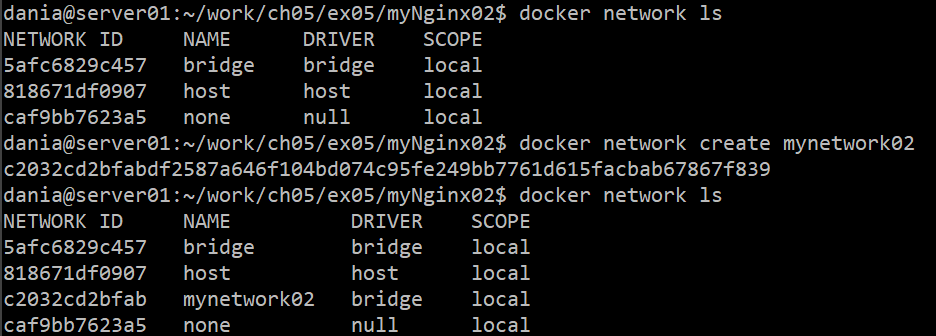 dania@server01:~/work/ch05/ex05/myNginx02$ docker network ls
NETWORK ID     NAME      DRIVER    SCOPE
5afc6829c457   bridge    bridge    local
818671df0907   host      host      local
caf9bb7623a5   none      null      local
dania@server01:~/work/ch05/ex05/myNginx02$ docker network create mynetwork02
c2032cd2bfabdf2587a646f104bd074c95fe249bb7761d615facbab67867f839
dania@server01:~/work/ch05/ex05/myNginx02$ docker network ls
NETWORK ID     NAME          DRIVER    SCOPE
5afc6829c457   bridge        bridge    local
818671df0907   host          host      local
c2032cd2bfab   mynetwork02   bridge    local
caf9bb7623a5   none          null      local